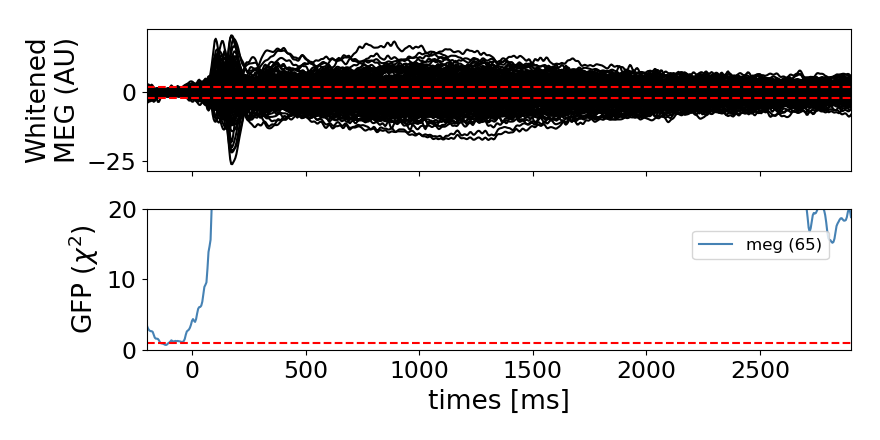 Whitened
MEG (AU)
0
−25
GFP (χ²)
20
10
0
meg (65)
0 500 1000 1500 2000 2500
times [ms]